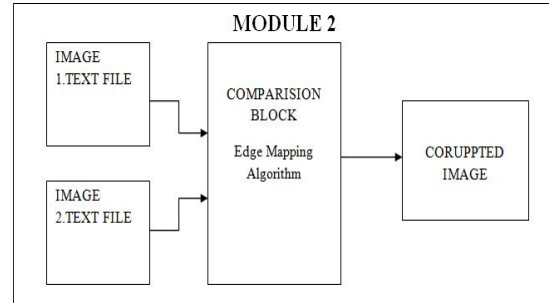 MODULE 2
IMAGE
1.TEXT FILE
COMPARISION
BLOCK
Edge Mapping
Algorithm
CORUPPTED
IMAGE
IMAGE
2.TEXT FILE